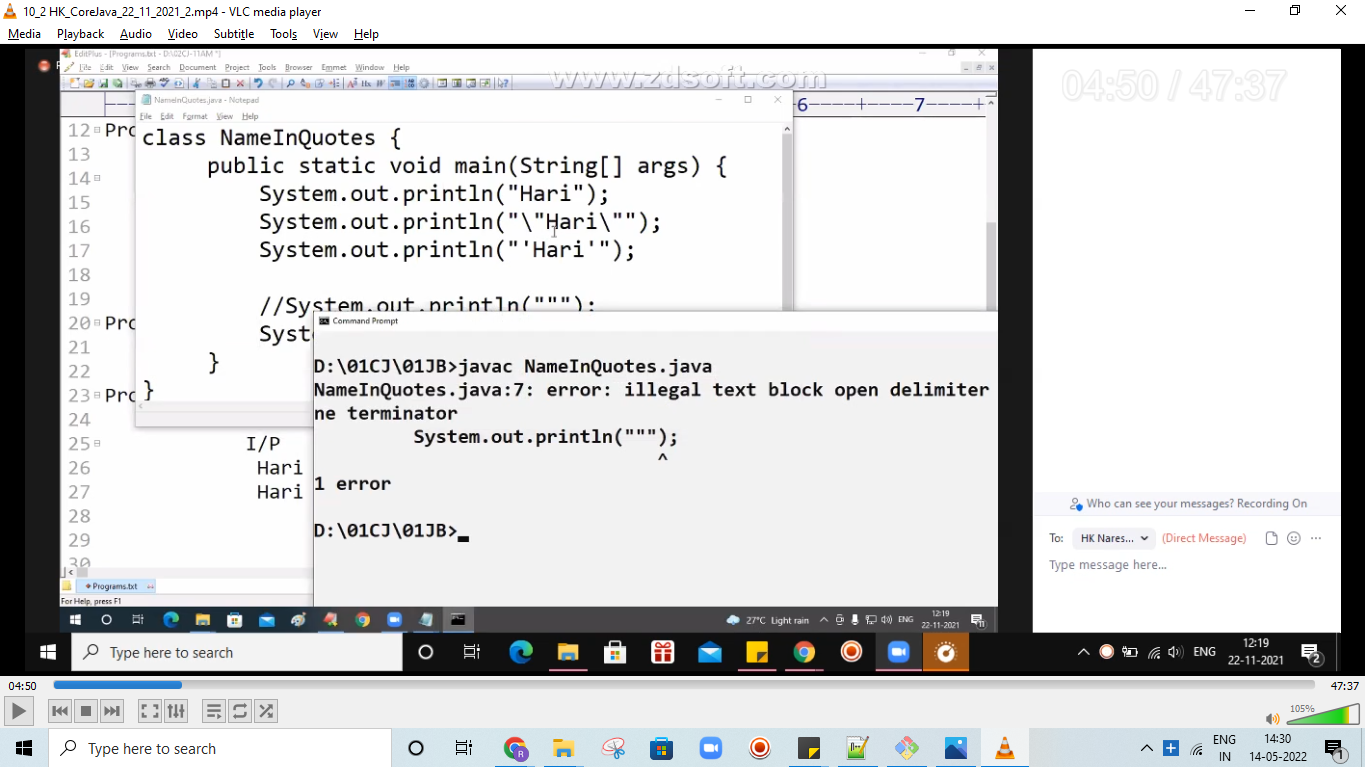 10_2 HK_CoreJava_22_11_2021_2.mp4 - VLC media player
Media Playback Audio Video Subtitle Tools View Help
EditPlus - [Programs.txt - D:\02CJ-11AM *]
File Edit View Search Document Project Tools Browser Emmet Window Help
www.zdsoft.com
04:50 / 47:37
NameInQuotes.java - Notepad
File Edit Format View Help
----6----+----7----+
12 Pro
13
14
15
16
17
18
19
20 Pro
21
22
23 Pro
24
25 I/P
26 Hari
27 Hari
28
29
30
class NameInQuotes {
public static void main(String[] args) {
System.out.println("Hari");
System.out.println("\"Hari\"");
System.out.println("'Hari'");
//System.out.println(""");
Syst
}
}
Command Prompt
D:\01CJ\01JB>javac NameInQuotes.java
NameInQuotes.java:7: error: illegal text block open delimiter
ne terminator
System.out.println(""");
^
1 error
D:\01CJ\01JB>
Programs.txt
For Help, press F1
27°C Light rain
ENG
12:19
22-11-2021
Who can see your messages? Recording On
To: HK Nares... (Direct Message)
Type message here...
Type here to search
ENG
12:19
22-11-2021
2
04:50
47:37
105%
Type here to search
ENG
IN
14:30
14-05-2022
1